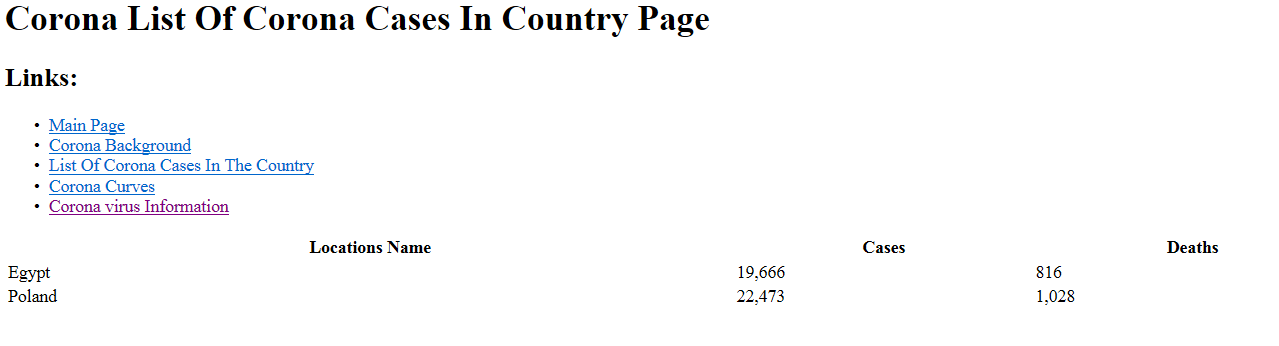 Corona List Of Corona Cases In Country Page
Links:
• Main Page
• Corona Background
• List Of Corona Cases In The Country
• Corona Curves
• Corona virus Information
Locations Name Cases Deaths
Egypt 19,666 816
Poland 22,473 1,028